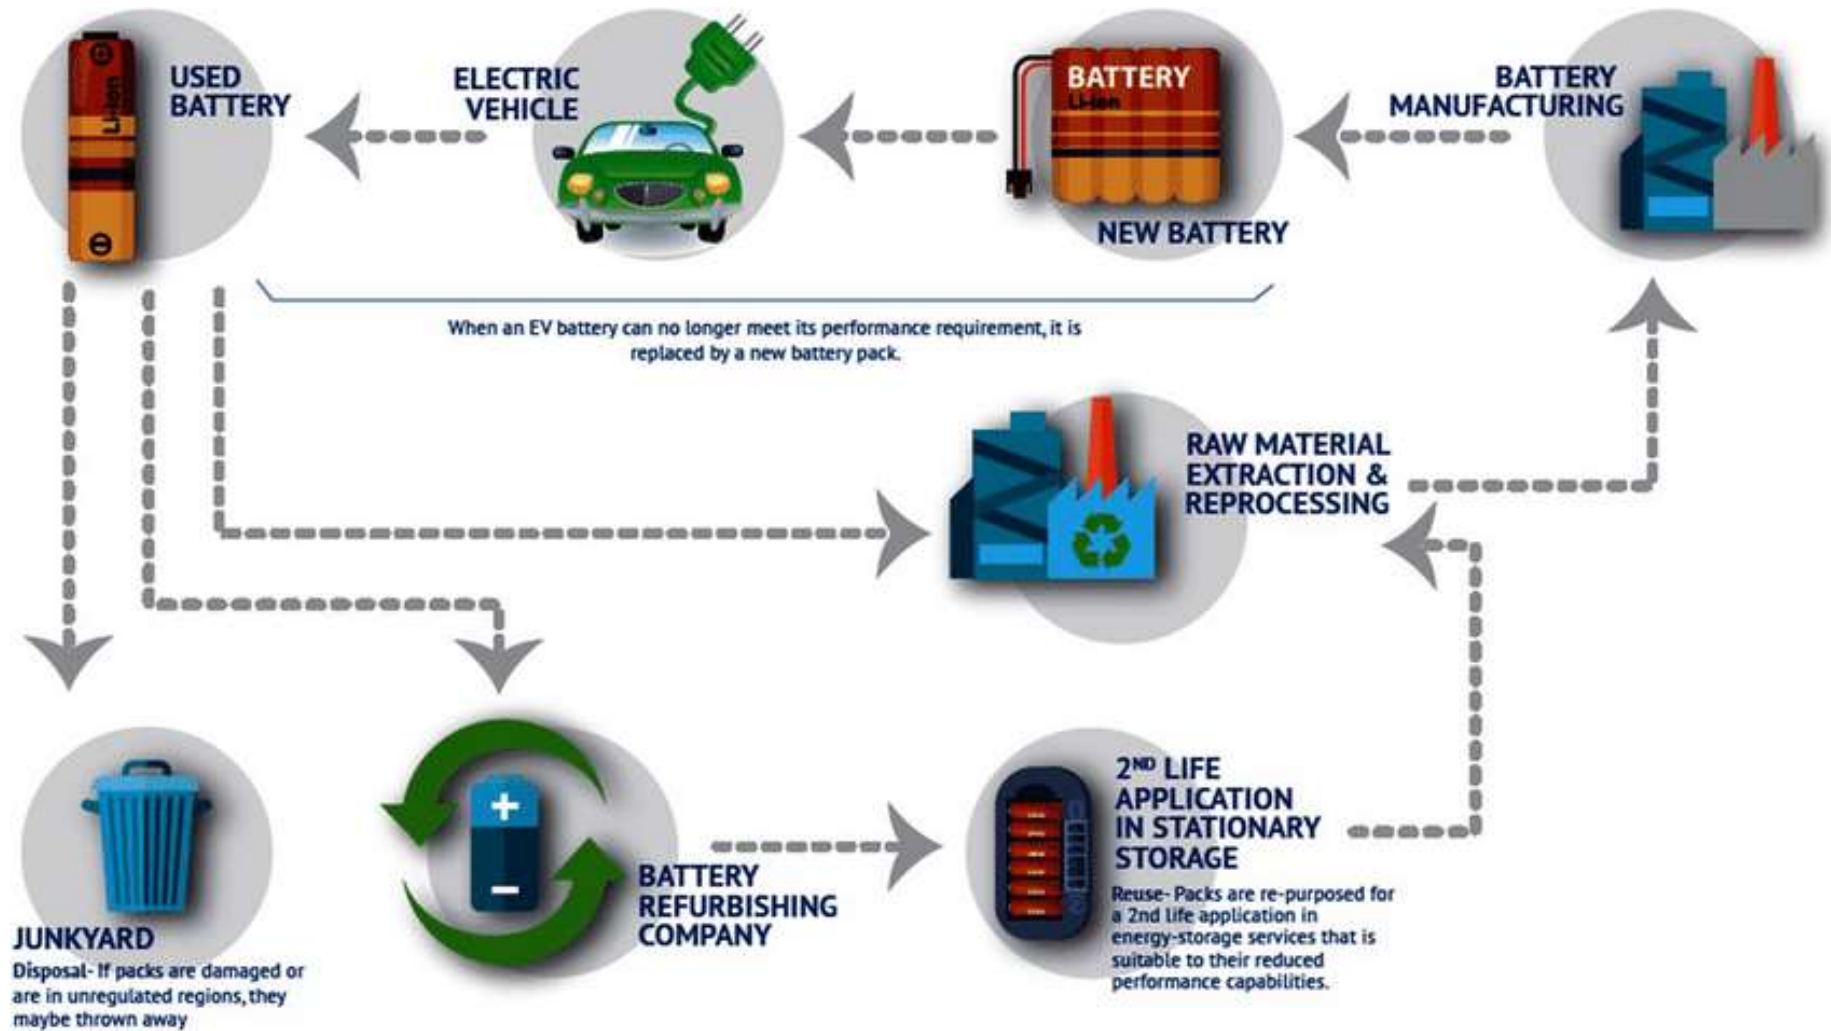 USED
BATTERY
ELECTRIC
VEHICLE
BATTERY
Li-ion
NEW BATTERY
BATTERY
MANUFACTURING
Li-ion
When an EV battery can no longer meet its performance requirement, it is
replaced by a new battery pack.
RAW MATERIAL
EXTRACTION &
REPROCESSING
JUNKYARD
Disposal- If packs are damaged or
are in unregulated regions, they
maybe thrown away
+
−
BATTERY
REFURBISHING
COMPANY
2ND LIFE
APPLICATION
IN STATIONARY
STORAGE
Reuse- Packs are re-purposed for
a 2nd life application in
energy-storage services that is
suitable to their reduced
performance capabilities.